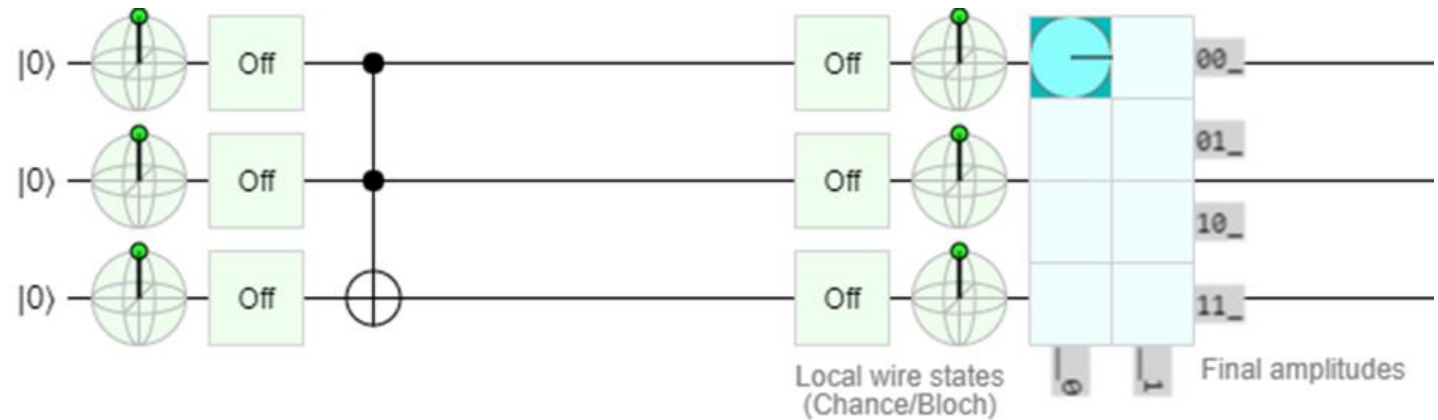 |0⟩ Off Off 00_
01_
|0⟩ Off Off
10_
|0⟩ Off Off 11_
Local wire states
(Chance/Bloch)
_0 _1 Final amplitudes